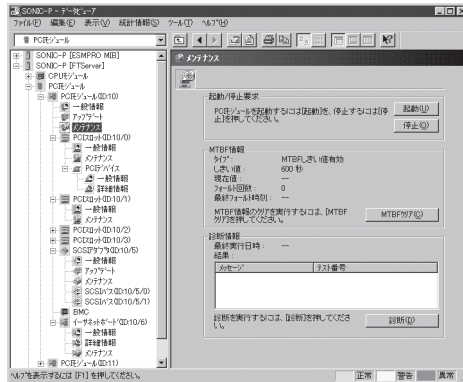 SONIC-P - データビューア
ファイル(F) 編集(E) 表示(V) 統計情報(S) ツール(T) ヘルプ(H)
PCIモジュール
SONIC-P [ESMPRO MIB]
SONIC-P [FTServer]
CPUモジュール
PCIモジュール
PCIモジュール(ID:10)
一般情報
アップデート
メンテナンス
PCIスロット(ID:10/0)
一般情報
メンテナンス
PCIデバイス
一般情報
詳細情報
PCIスロット(ID:10/1)
一般情報
メンテナンス
PCIスロット(ID:10/2)
PCIスロット(ID:10/3)
SCSIアダプタ(ID:10/5)
一般情報
アップデート
メンテナンス
SCSIバス(ID:10/5/0)
SCSIバス(ID:10/5/1)
BMC
イーサネットボード(ID:10/6)
一般情報
詳細情報
メンテナンス
PCIモジュール(ID:11)
メンテナンス
起動/停止要求
PCIモジュールを起動するには[起動]を、停止するには[停
止]を押してください。
起動(U)
停止(O)
MTBF情報
タイプ: MTBFしきい値有効
しきい値: 600 秒
現在値: ---
フォールト回数: 0
最終フォールト時刻: ---
MTBF情報のクリアを実行するには、[MTBF
クリア]を押してください。
MTBFクリア(C)
診断情報
最終実行日時: ---
結果:
メッセージ テスト番号
診断を実行するには、[診断]を押してくださ
い。
診断(D)
ヘルプを表示するには [F1] を押してください。
正常 警告 異常